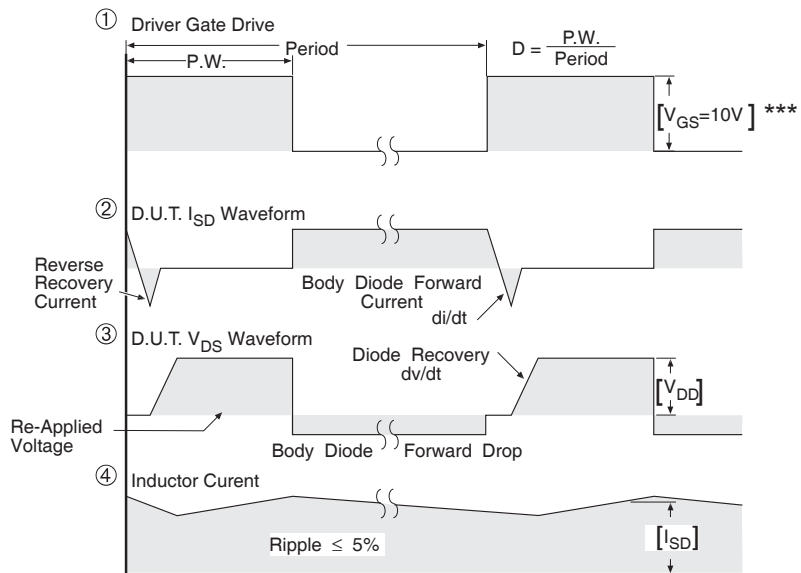 ① Driver Gate Drive
P.W.
Period
D = P.W. / Period
[VGS=10V] ***
② D.U.T. ISD Waveform
Reverse
Recovery
Current
Body Diode Forward
Current
di/dt
③ D.U.T. VDS Waveform
Diode Recovery
dv/dt
[VDD]
Re-Applied
Voltage
Body Diode Forward Drop
④ Inductor Curent
Ripple ≤ 5%
[ISD]